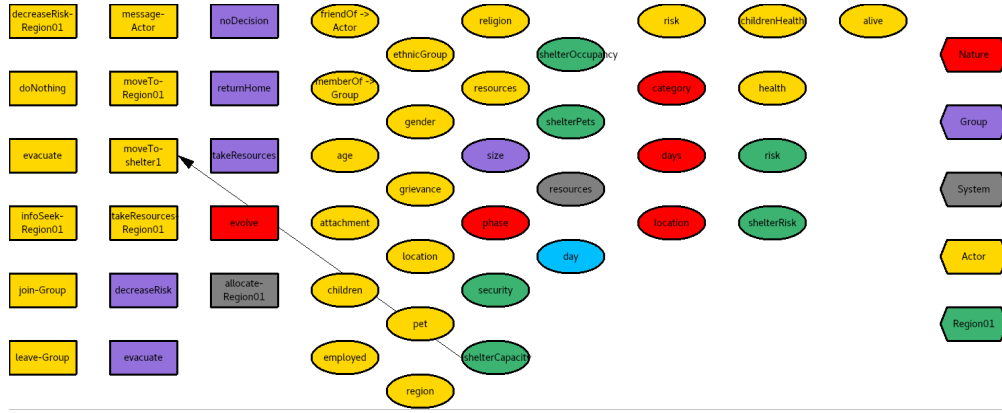 decreaseRisk-
Region01
message-
Actor
noDecision
friendOf ->
Actor
religion
risk
childrenHealth
alive
ethnicGroup
shelterOccupancy
Nature
doNothing
moveTo-
Region01
returnHome
memberOf ->
Group
resources
category
health
gender
shelterPets
Group
evacuate
moveTo-
shelter1
takeResources
age
size
days
risk
grievance
resources
System
infoSeek-
Region01
takeResources-
Region01
evolve
attachment
phase
location
shelterRisk
location
day
Actor
join-Group
decreaseRisk
allocate-
Region01
children
security
pet
Region01
leave-Group
evacuate
employed
shelterCapacity
region